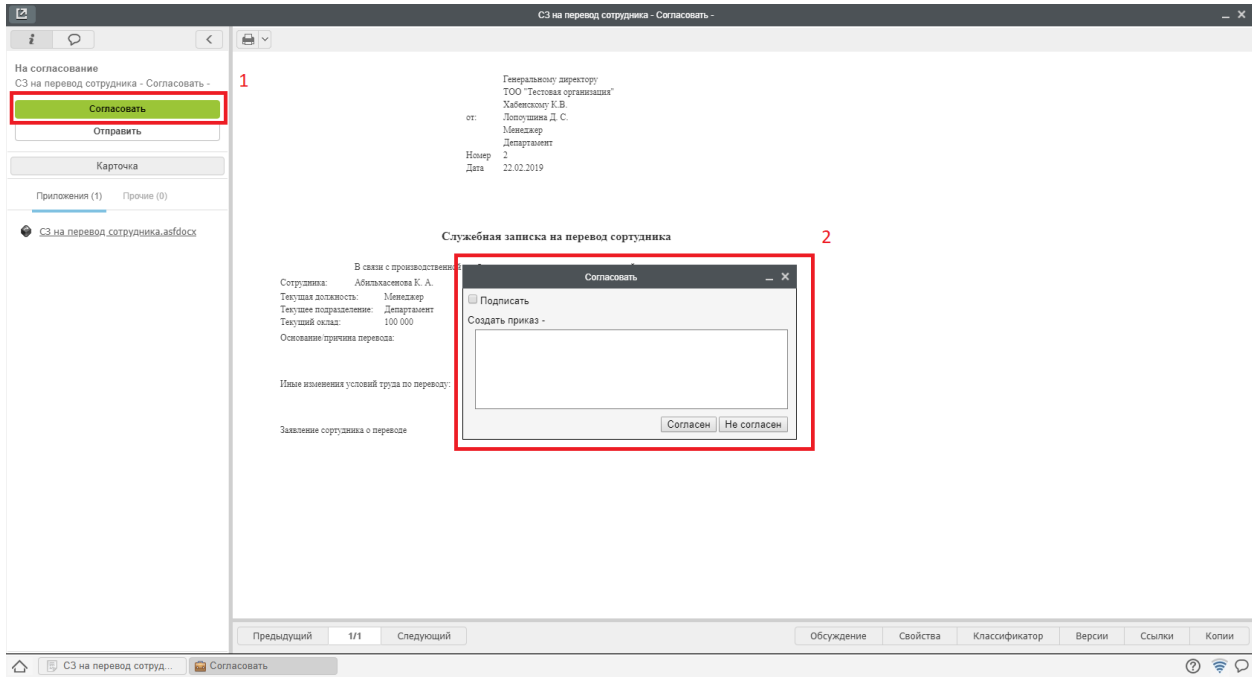 СЗ на перевод сотрудника - Согласовать -
На согласование
СЗ на перевод сотрудника - Согласовать -
Согласовать
Отправить
Карточка
Приложения (1) Прочие (0)
СЗ на перевод сотрудника.asfdocx
1
Генеральному директору
ТОО "Тестовая организация"
Хабенскому К.В.
от: Лопоушина Д. С.
Менеджер
Департамент
Номер 2
Дата 22.02.2019
Служебная записка на перевод сортудника
2
В связи с производственной
Сотрудника: Абильхасенова К. А.
Текущая должность: Менеджер
Текущее подразделение: Департамент
Текущий оклад: 100 000
Основание/причина перевода:
Иные изменения условий труда по переводу:
Заявление сортудника о переводе
Согласовать
Подписать
Создать приказ -
Согласен Не согласен
Предыдущий 1/1 Следующий
Обсуждение Свойства Классификатор Версии Ссылки Копии
СЗ на перевод сотруд... Согласовать